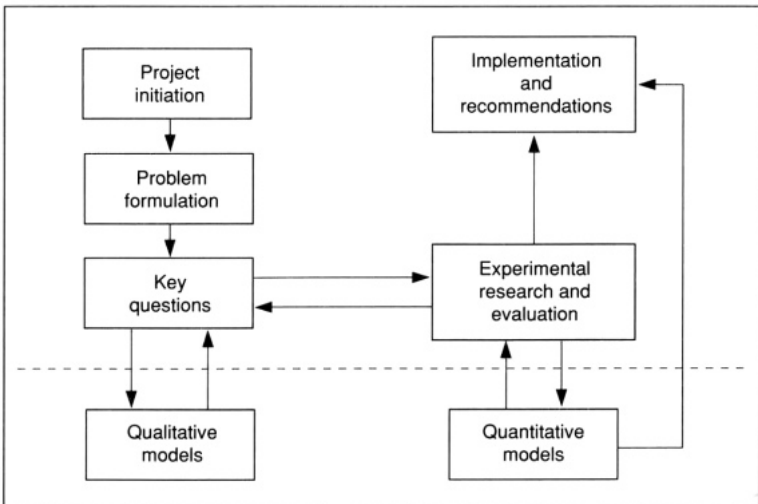 Project
initiation
Problem
formulation
Key
questions
Qualitative
models
Implementation
and
recommendations
Experimental
research and
evaluation
Quantitative
models